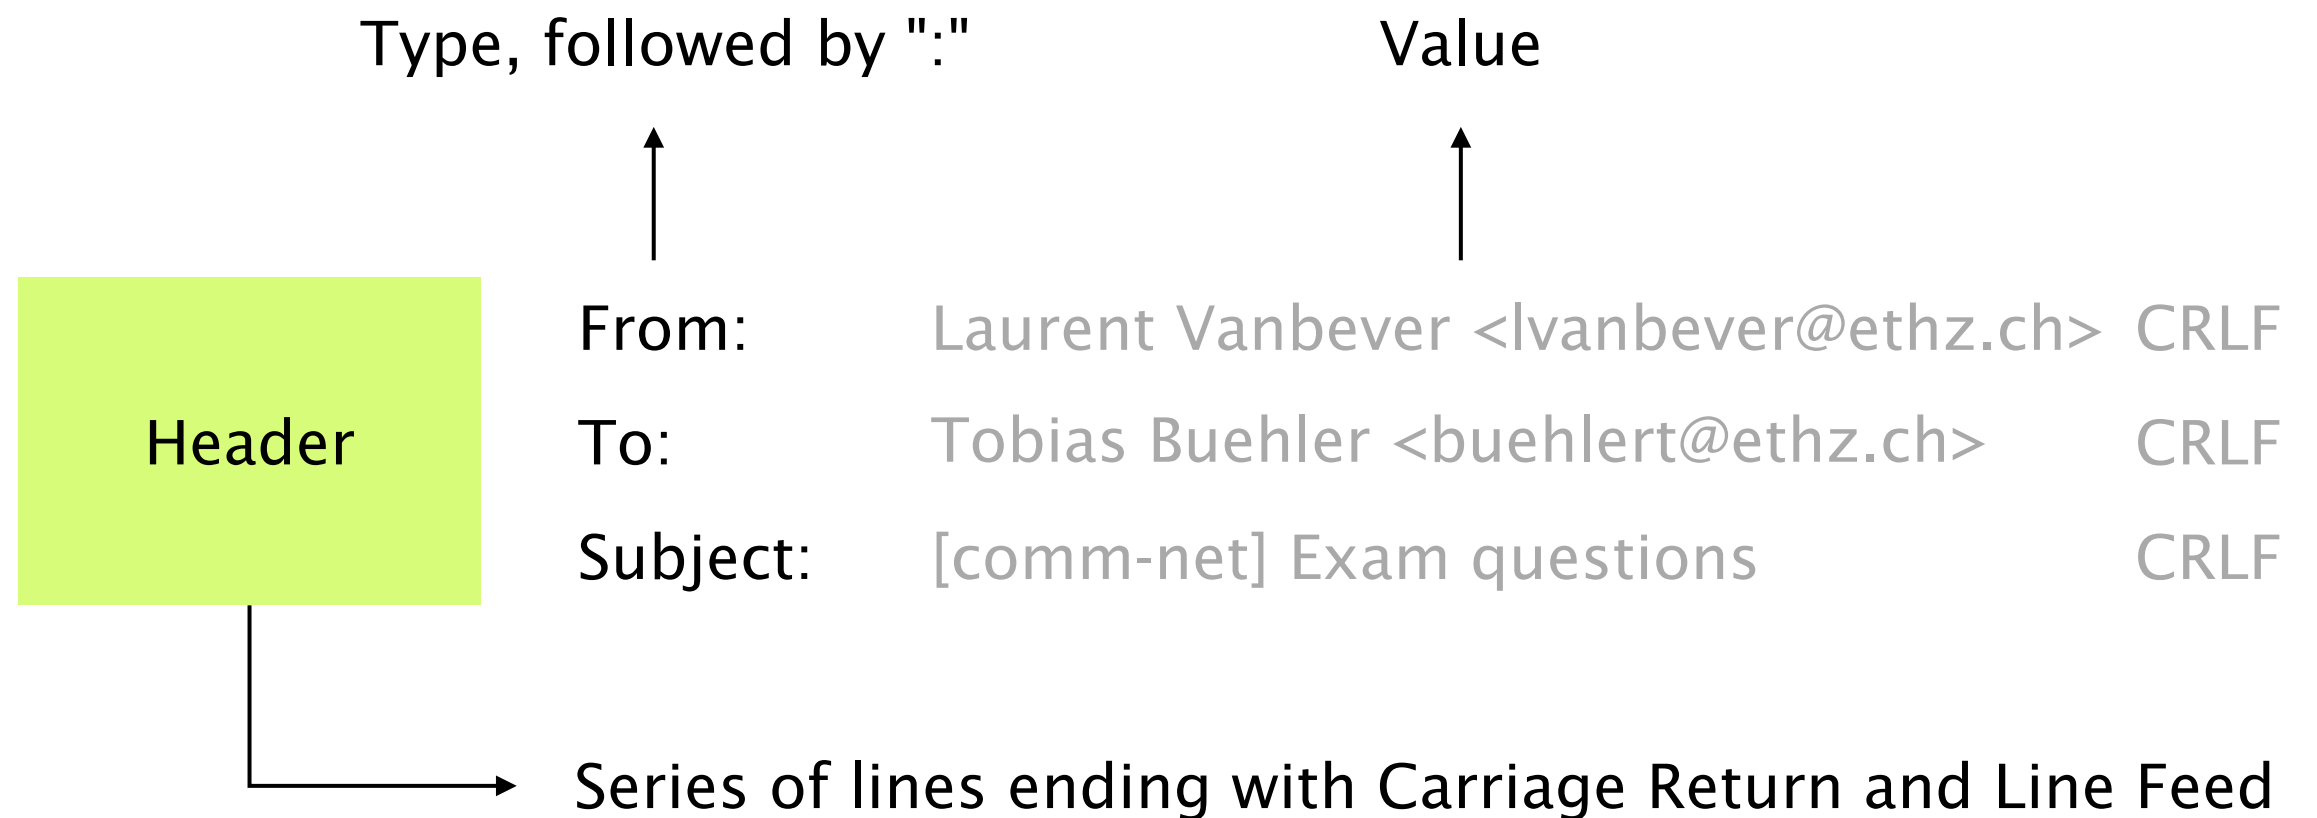 Type, followed by ":" Value
From: Laurent Vanbever <lvanbever@ethz.ch> CRLF
Header To: Tobias Buehler <buehlert@ethz.ch> CRLF
Subject: [comm-net] Exam questions CRLF
Series of lines ending with Carriage Return and Line Feed